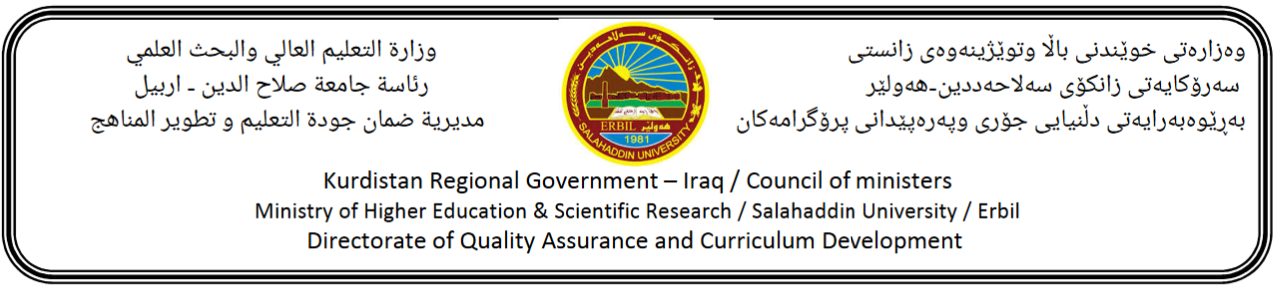 وزارة التعليم العالي والبحث العلمي
رئاسة جامعة صلاح الدين - اربيل
مديرية ضمان جودة التعليم و تطوير المناهج
زانكۆی سەلاحەدین
ERBIL هەولێر
1981
SALAHADDIN UNIVERSITY
وەزارەتی خوێندنی باڵا وتوێژینەوەی زانستی
سەرۆکایەتی زانکۆی سەلاحەددین-هەولێر
بەڕێوەبەرایەتی دڵنیایی جۆری وپەرەپێدانی پرۆگرامەکان
Kurdistan Regional Government – Iraq / Council of ministers
Ministry of Higher Education & Scientific Research / Salahaddin University / Erbil
Directorate of Quality Assurance and Curriculum Development